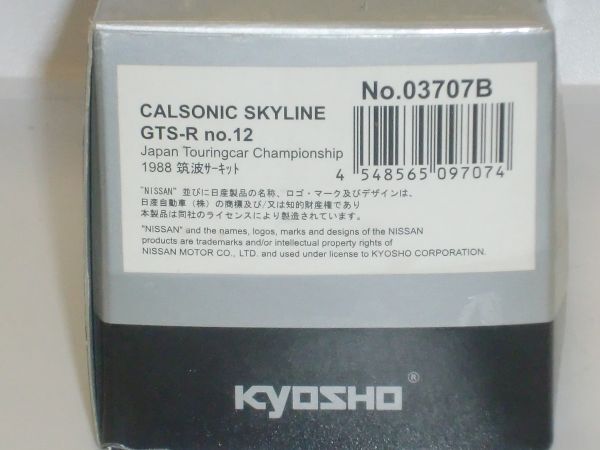 No.03707B
CALSONIC SKYLINE
GTS-R no.12
Japan Touringcar Championship
1988 筑波サーキット
4 548565 097074
"NISSAN" 並びに日産製品の名称、ロゴ・マーク及びデザインは、
日産自動車(株)の商標及び/又は知的財産権であり
本製品は同社のライセンスにより製造されています。
"NISSAN" and the names, logos, marks and designs of the NISSAN
products are trademarks and/or intellectual property rights of
NISSAN MOTOR CO., LTD. and used under license to KYOSHO CORPORATION.
KYOSHO®